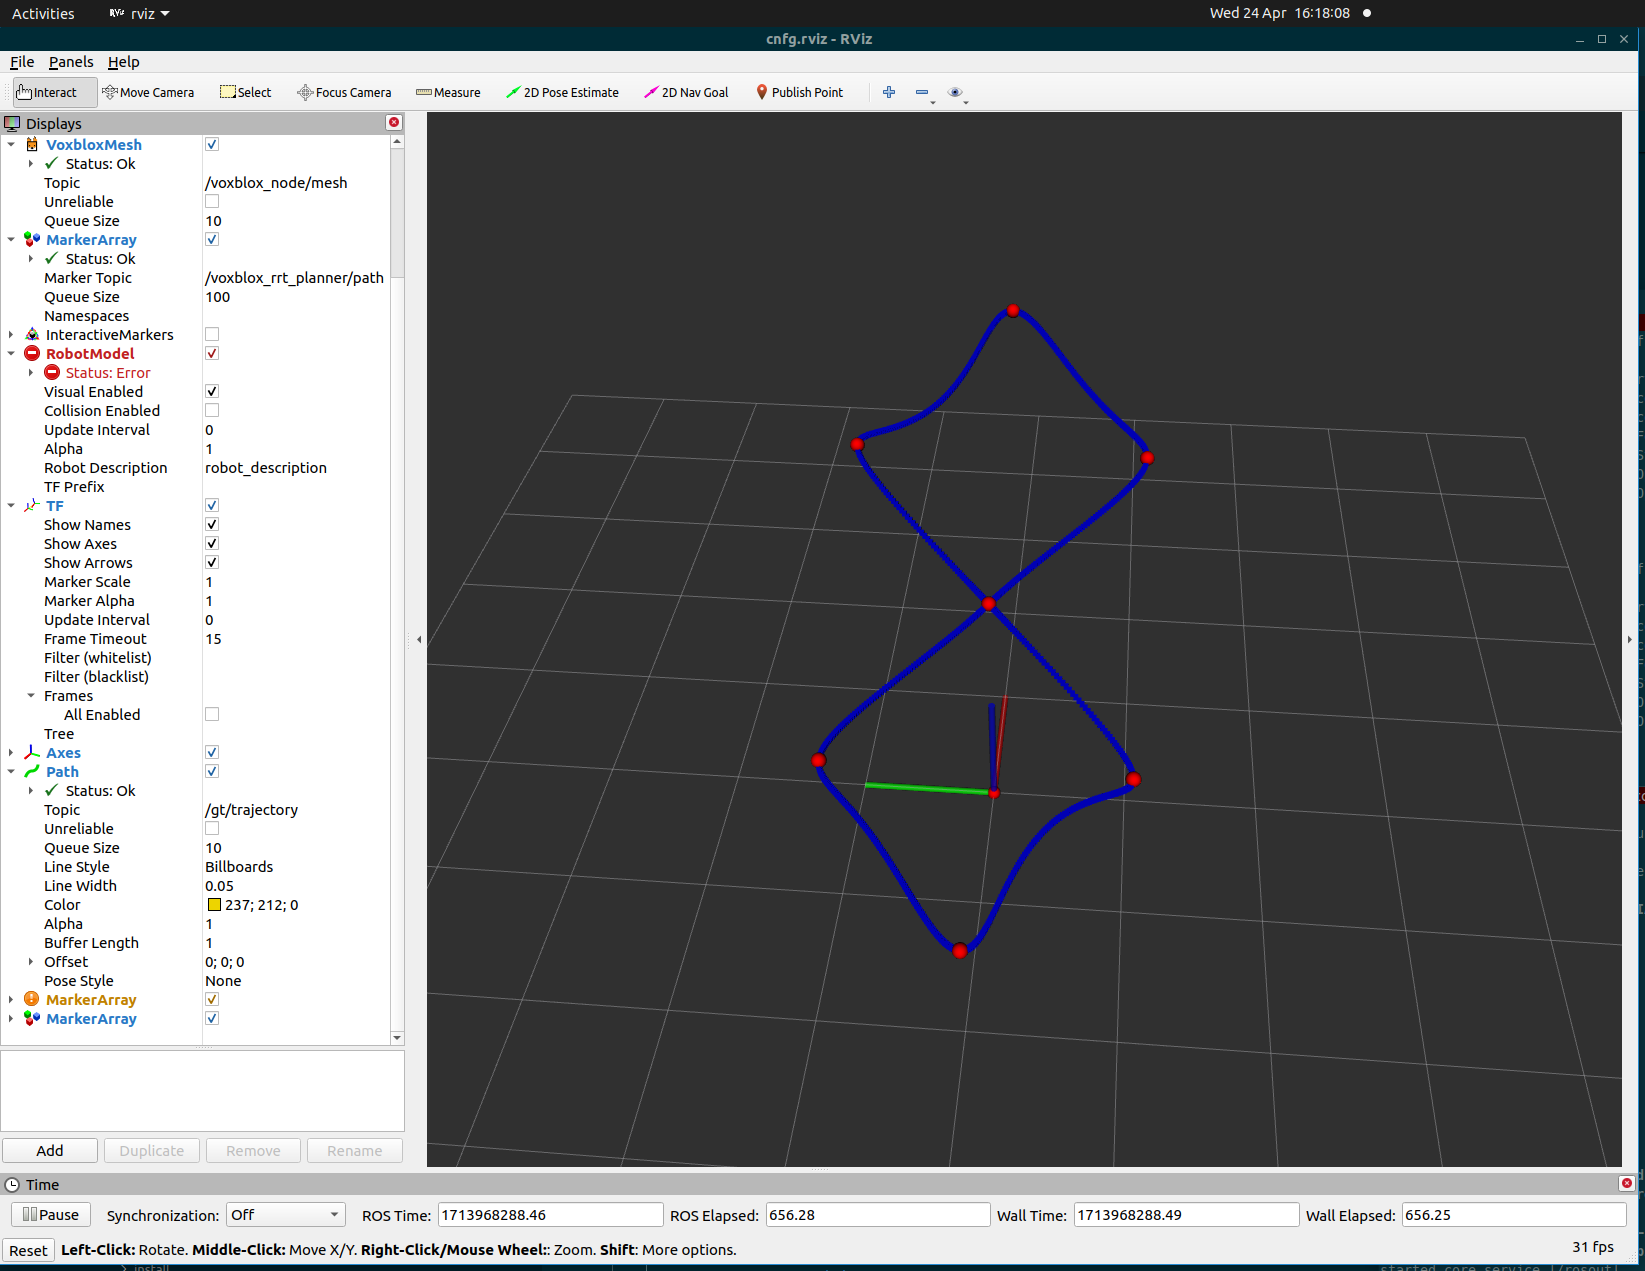 Activities rviz Wed 24 Apr 16:18:08
cnfg.rviz - RViz
File Panels Help
Interact Move Camera Select Focus Camera Measure 2D Pose Estimate 2D Nav Goal Publish Point
Displays
VoxbloxMesh
Status: Ok
Topic /voxblox_node/mesh
Unreliable
Queue Size 10
MarkerArray
Status: Ok
Marker Topic /voxblox_rrt_planner/path
Queue Size 100
Namespaces
InteractiveMarkers
RobotModel
Status: Error
Visual Enabled
Collision Enabled
Update Interval 0
Alpha 1
Robot Description robot_description
TF Prefix
TF
Show Names
Show Axes
Show Arrows
Marker Scale 1
Marker Alpha 1
Update Interval 0
Frame Timeout 15
Filter (whitelist)
Filter (blacklist)
Frames
All Enabled
Tree
Axes
Path
Status: Ok
Topic /gt/trajectory
Unreliable
Queue Size 10
Line Style Billboards
Line Width 0.05
Color 237; 212; 0
Alpha 1
Buffer Length 1
Offset 0; 0; 0
Pose Style None
MarkerArray
MarkerArray
Add Duplicate Remove Rename
Time
Pause Synchronization: Off ROS Time: 1713968288.46 ROS Elapsed: 656.28 Wall Time: 1713968288.49 Wall Elapsed: 656.25
Reset Left-Click: Rotate. Middle-Click: Move X/Y. Right-Click/Mouse Wheel:: Zoom. Shift: More options. 31 fps